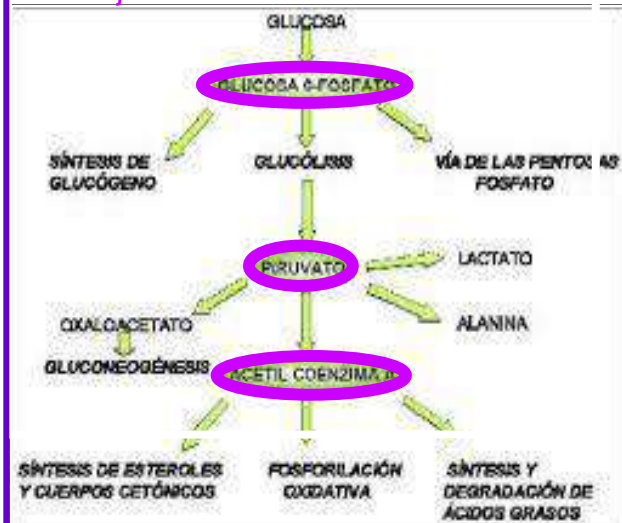 GLUCOSA
GLUCOSA 6-FOSFATO
SÍNTESIS DE
GLUCÓGENO
GLUCÓLISIS
VÍA DE LAS PENTOSAS
FOSFATO
PIRUVATO
LACTATO
OXALOACETATO
ALANINA
GLUCONEOGÉNESIS
ACETIL COENZIMA A
SÍNTESIS DE ESTEROLES
Y CUERPOS CETÓNICOS
FOSFORILACIÓN
OXIDATIVA
SÍNTESIS Y
DEGRADACIÓN DE
ÁCIDOS GRASOS